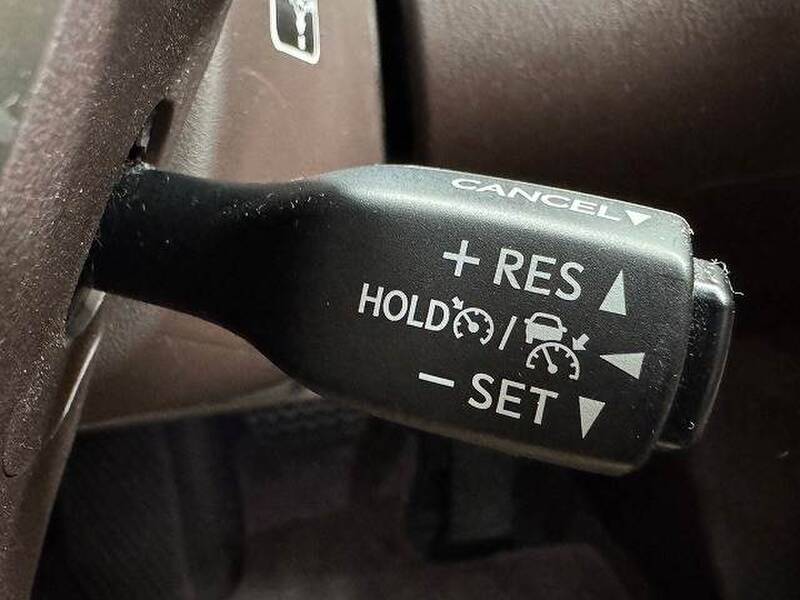 CANCEL▼
+ RES ▲
HOLD / ◀
− SET ▼